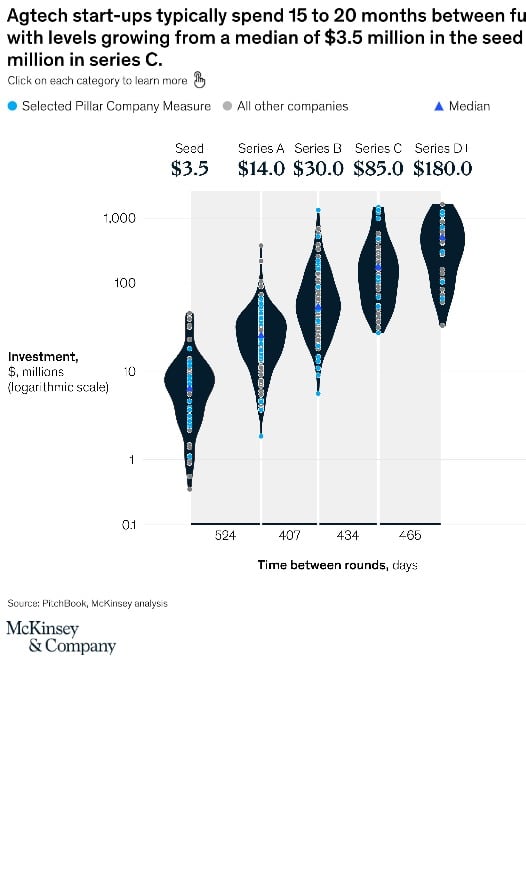 Agtech start-ups typically spend 15 to 20 months between fu
with levels growing from a median of $3.5 million in the seed
million in series C.
Click on each category to learn more
Selected Pillar Company Measure
All other companies
Median
Seed Series A Series B Series C Series D+
$3.5 $14.0 $30.0 $85.0 $180.0
1,000
100
Investment,
$, millions
(logarithmic scale)
10
1
0.1
524 407 434 465
Time between rounds, days
Source: PitchBook, McKinsey analysis
McKinsey
& Company